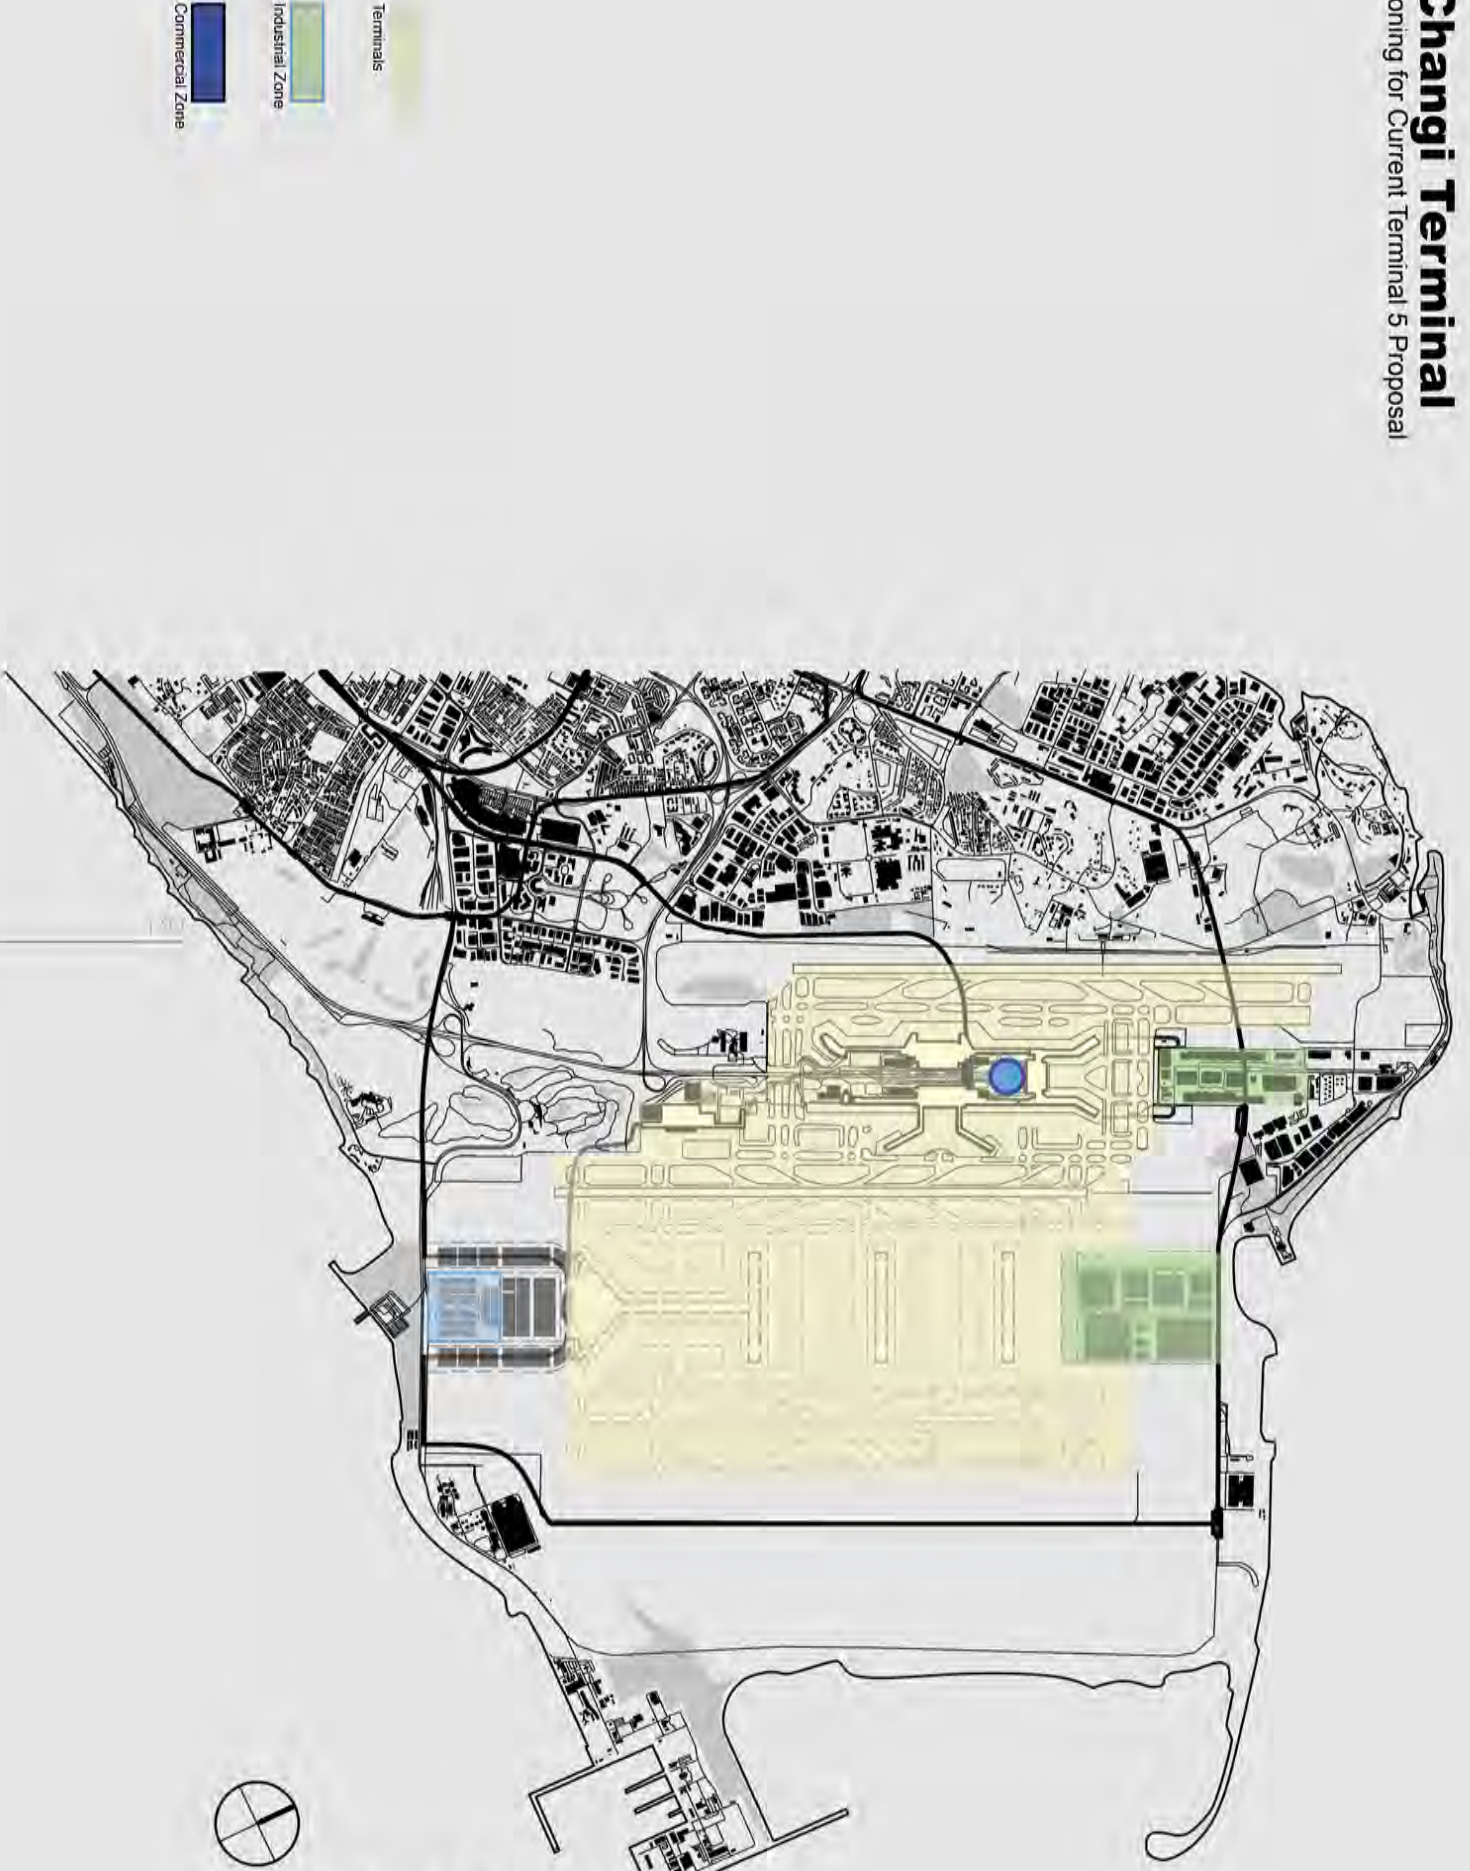 Changi Terminal
oning for Current Terminal 5 Proposal
Terminals
Industrial Zone
Commercial Zone